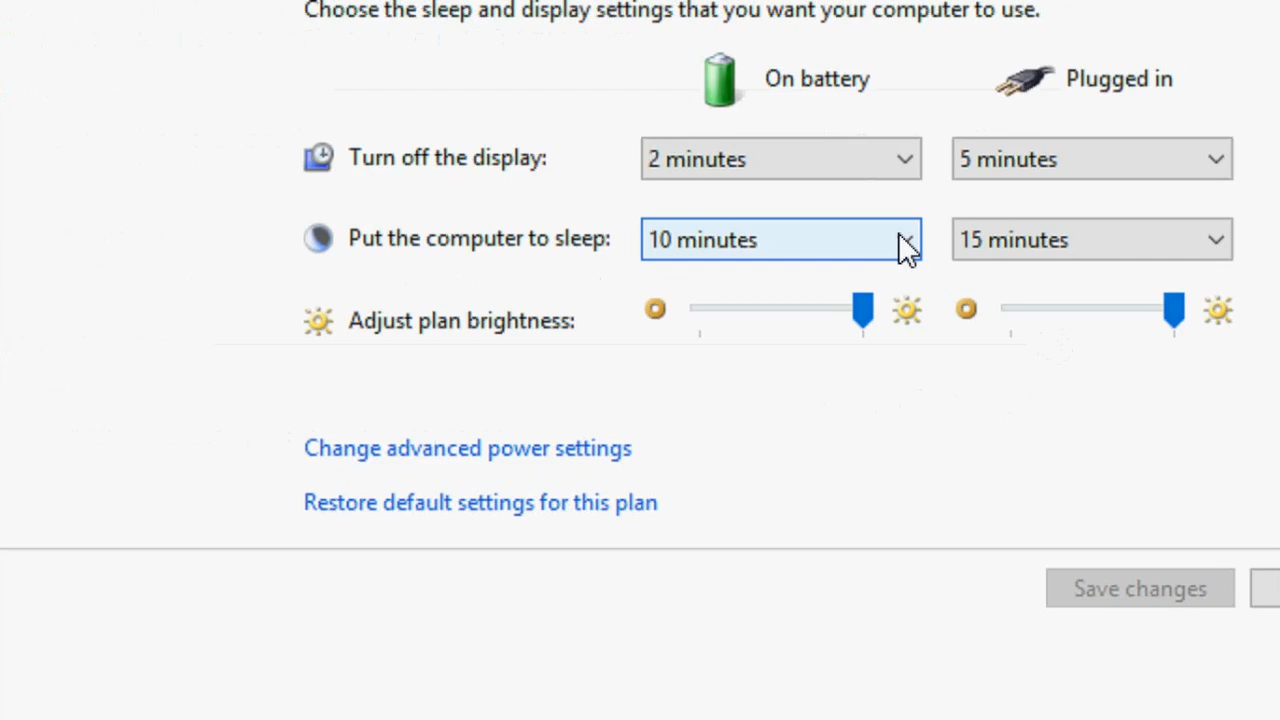 Choose the sleep and display settings that you want your computer to use.
On battery Plugged in
Turn off the display: 2 minutes 5 minutes
Put the computer to sleep: 10 minutes 15 minutes
Adjust plan brightness:
Change advanced power settings
Restore default settings for this plan
Save changes